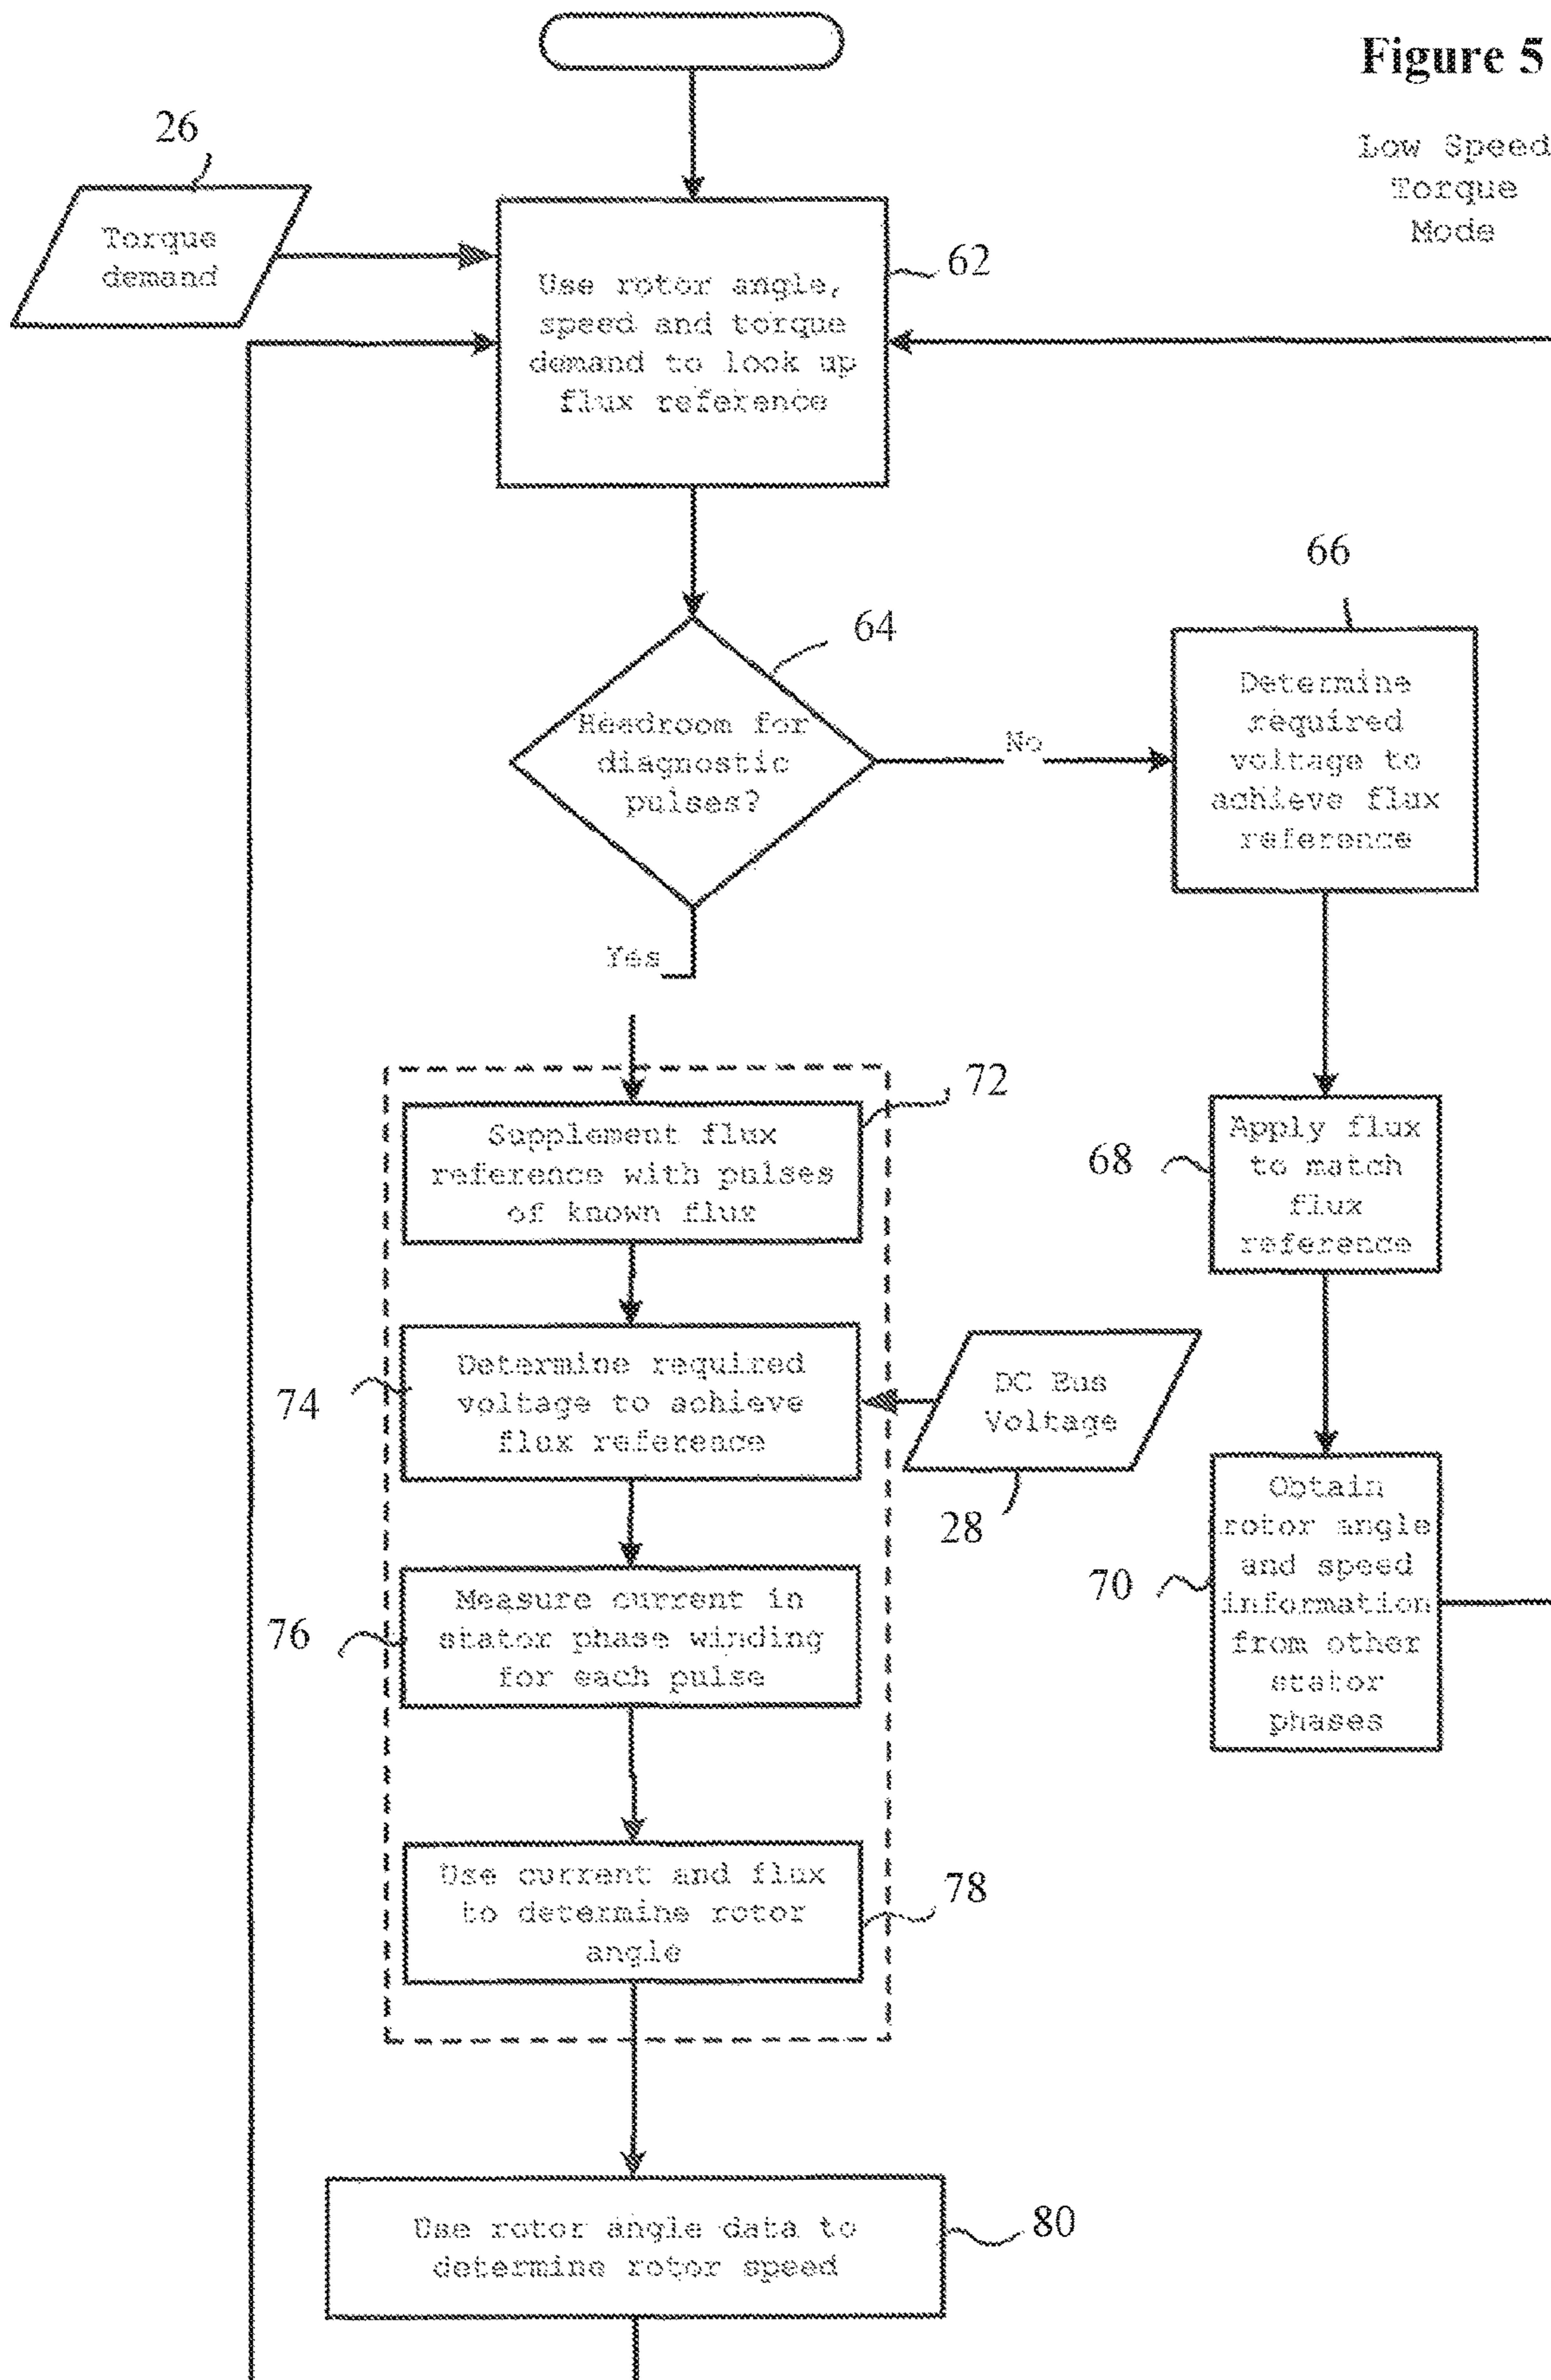 Figure 5
Low Speed
Torque
Mode
26
Torque
demand
62
Use rotor angle,
speed and torque
demand to look up
flux reference
64
Headroom for
diagnostic
pulses?
No
Yes
66
Determine
required
voltage to
achieve flux
reference
72
Supplement flux
reference with pulses
of known flux
68
Apply flux
to match
flux
reference
74
Determine required
voltage to achieve
flux reference
DC Bus
Voltage
28
76
Measure current in
stator phase winding
for each pulse
70
Obtain
rotor angle
and speed
information
from other
stator
phases
78
Use current and flux
to determine rotor
angle
80
Use rotor angle data to
determine rotor speed